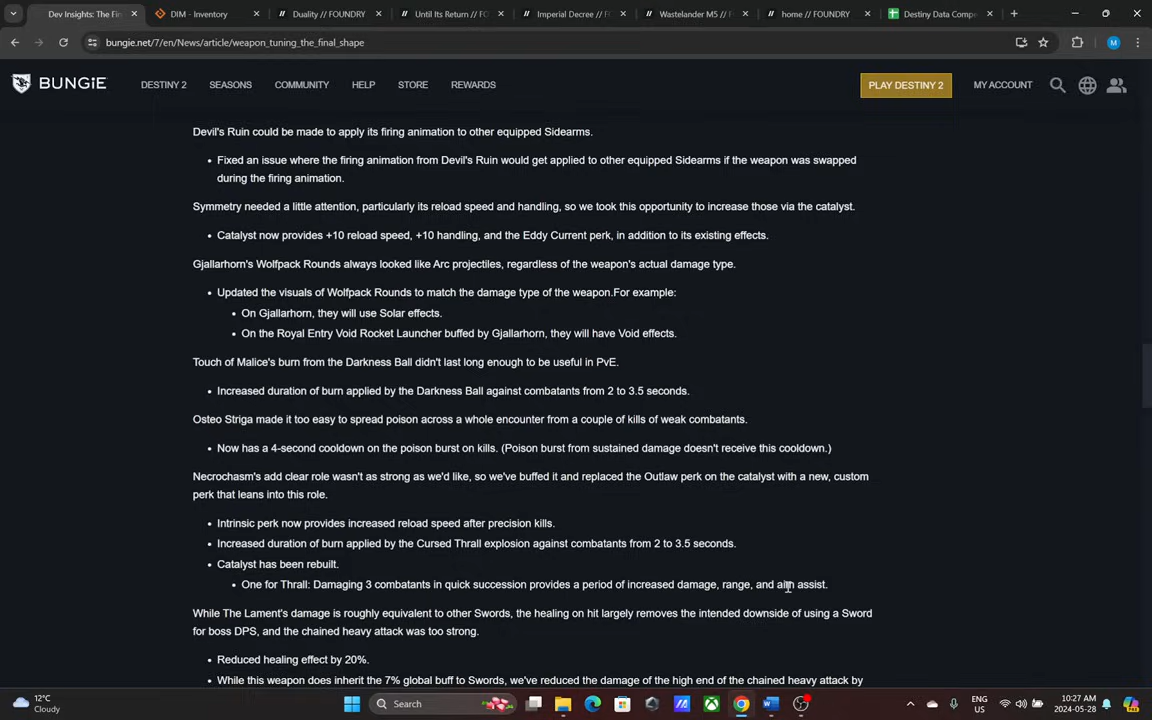 Dev Insights: The Fin
DIM - Inventory
Duality // FOUNDRY
Until Its Return // FO
Imperial Decree // F
Wastelander M5 // F
home // FOUNDRY
Destiny Data Compe
bungie.net/7/en/News/article/weapon_tuning_the_final_shape
M
BUNGiE
DESTINY 2
SEASONS
COMMUNITY
HELP
STORE
REWARDS
PLAY DESTINY 2
MY ACCOUNT
Devil's Ruin could be made to apply its firing animation to other equipped Sidearms.
• Fixed an issue where the firing animation from Devil's Ruin would get applied to other equipped Sidearms if the weapon was swapped
during the firing animation.
Symmetry needed a little attention, particularly its reload speed and handling, so we took this opportunity to increase those via the catalyst.
• Catalyst now provides +10 reload speed, +10 handling, and the Eddy Current perk, in addition to its existing effects.
Gjallarhorn's Wolfpack Rounds always looked like Arc projectiles, regardless of the weapon's actual damage type.
• Updated the visuals of Wolfpack Rounds to match the damage type of the weapon.For example:
• On Gjallarhorn, they will use Solar effects.
• On the Royal Entry Void Rocket Launcher buffed by Gjallarhorn, they will have Void effects.
Touch of Malice's burn from the Darkness Ball didn't last long enough to be useful in PvE.
• Increased duration of burn applied by the Darkness Ball against combatants from 2 to 3.5 seconds.
Osteo Striga made it too easy to spread poison across a whole encounter from a couple of kills of weak combatants.
• Now has a 4-second cooldown on the poison burst on kills. (Poison burst from sustained damage doesn't receive this cooldown.)
Necrochasm's add clear role wasn't as strong as we'd like, so we've buffed it and replaced the Outlaw perk on the catalyst with a new, custom
perk that leans into this role.
• Intrinsic perk now provides increased reload speed after precision kills.
• Increased duration of burn applied by the Cursed Thrall explosion against combatants from 2 to 3.5 seconds.
• Catalyst has been rebuilt.
• One for Thrall: Damaging 3 combatants in quick succession provides a period of increased damage, range, and aim assist.
While The Lament's damage is roughly equivalent to other Swords, the healing on hit largely removes the intended downside of using a Sword
for boss DPS, and the chained heavy attack was too strong.
• Reduced healing effect by 20%.
• While this weapon does inherit the 7% global buff to Swords, we've reduced the damage of the high end of the chained heavy attack by
12°C
Cloudy
Search
ENG
US
10:27 AM
2024-05-28